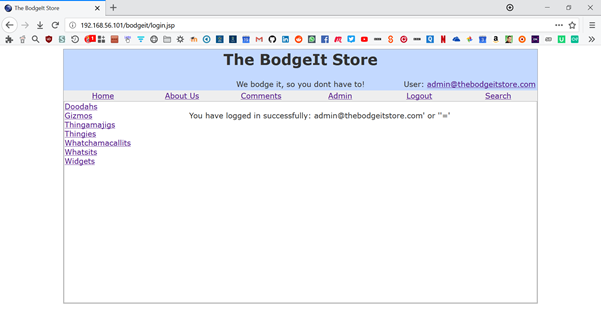 The BodgeIt Store
192.168.56.101/bodgeit/login.jsp
The BodgeIt Store
We bodge it, so you dont have to!
User: admin@thebodgeitstore.com
Home
About Us
Comments
Admin
Logout
Search
Doodahs
Gizmos
Thingamajigs
Thingies
Whatchamacallits
Whatsits
Widgets
You have logged in successfully: admin@thebodgeitstore.com' or ''='